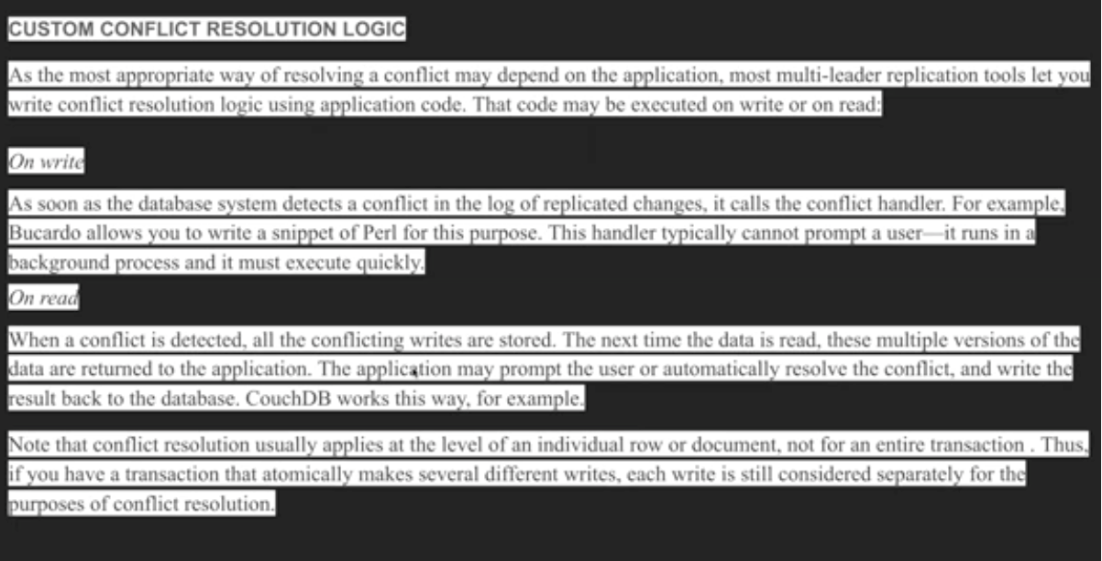 CUSTOM CONFLICT RESOLUTION LOGIC
As the most appropriate way of resolving a conflict may depend on the application, most multi-leader replication tools let you
write conflict resolution logic using application code. That code may be executed on write or on read:
On write
As soon as the database system detects a conflict in the log of replicated changes, it calls the conflict handler. For example,
Bucardo allows you to write a snippet of Perl for this purpose. This handler typically cannot prompt a user—it runs in a
background process and it must execute quickly.
On read
When a conflict is detected, all the conflicting writes are stored. The next time the data is read, these multiple versions of the
data are returned to the application. The application may prompt the user or automatically resolve the conflict, and write the
result back to the database. CouchDB works this way, for example.
Note that conflict resolution usually applies at the level of an individual row or document, not for an entire transaction . Thus,
if you have a transaction that atomically makes several different writes, each write is still considered separately for the
purposes of conflict resolution.